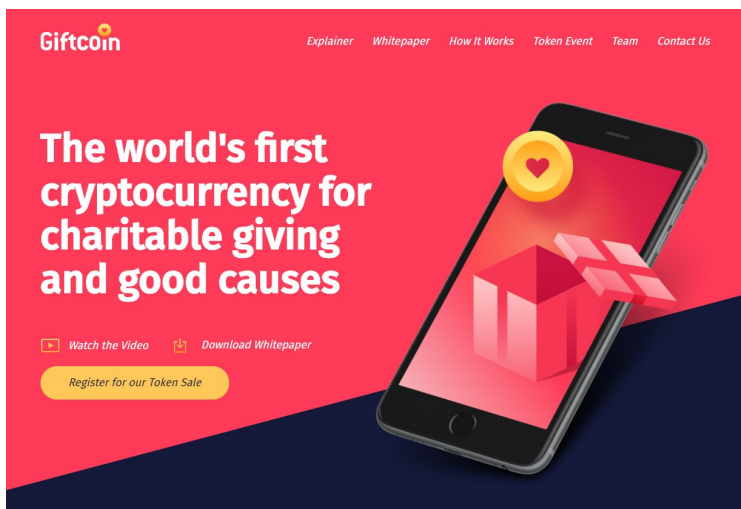 Giftcoin
Explainer Whitepaper How It Works Token Event Team Contact Us
The world's first
cryptocurrency for
charitable giving
and good causes
Watch the Video Download Whitepaper
Register for our Token Sale